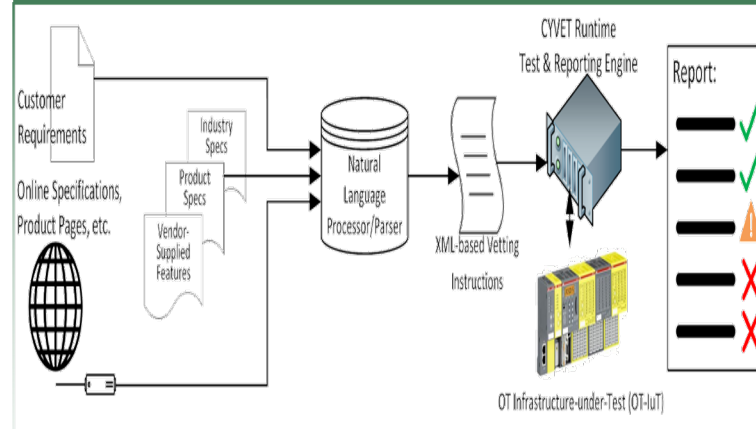 CYVET Runtime
Test & Reporting Engine
Report:
Customer
Requirements
Industry
Specs
Product
Specs
Vendor-
Supplied
Features
Online Specifications,
Product Pages, etc.
Natural
Language
Processor/Parser
XML-based Vetting
Instructions
OT Infrastructure-under-Test (OT-IuT)